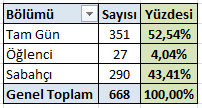 Bölümü Sayısı Yüzdesi
Tam Gün 351 52,54%
Öğlenci 27 4,04%
Sabahçı 290 43,41%
Genel Toplam 668 100,00%